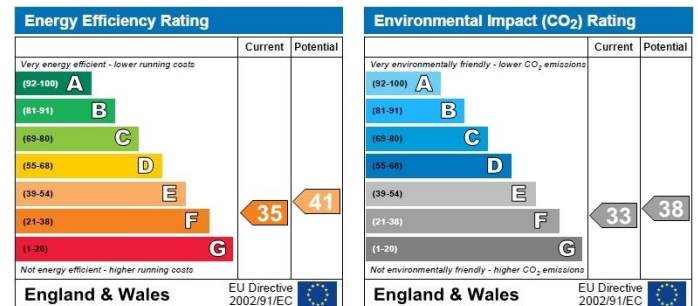 Energy Efficiency Rating
Current Potential
Very energy efficient - lower running costs
(92-100) A
(81-91) B
(69-80) C
(55-68) D
(39-54) E
(21-38) F
(1-20) G
35
41
Not energy efficient - higher running costs
England & Wales
EU Directive
2002/91/EC
Environmental Impact (CO₂) Rating
Current Potential
Very environmentally friendly - lower CO₂ emissions
(92-100) A
(81-91) B
(69-80) C
(55-68) D
(39-54) E
(21-38) F
(1-20) G
33
38
Not environmentally friendly - higher CO₂ emissions
England & Wales
EU Directive
2002/91/EC